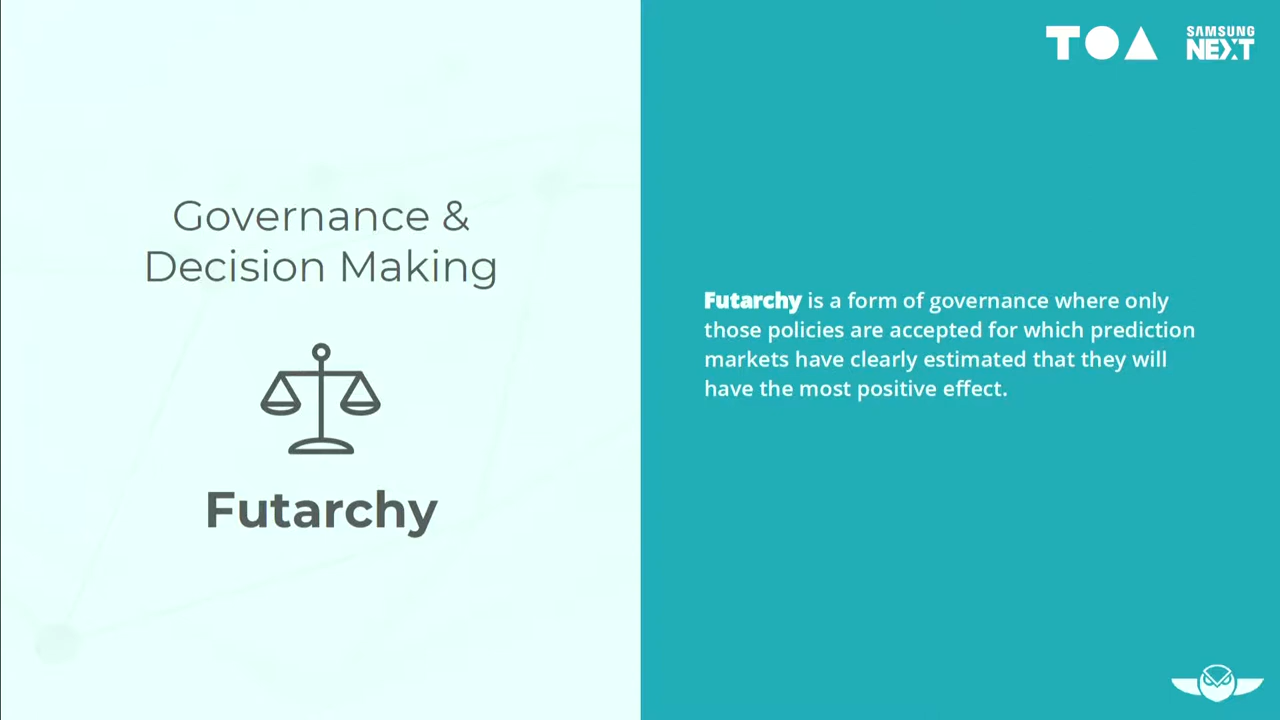 Governance &
Decision Making
Futarchy
TOA
SAMSUNG
NEXT
Futarchy is a form of governance where only
those policies are accepted for which prediction
markets have clearly estimated that they will
have the most positive effect.